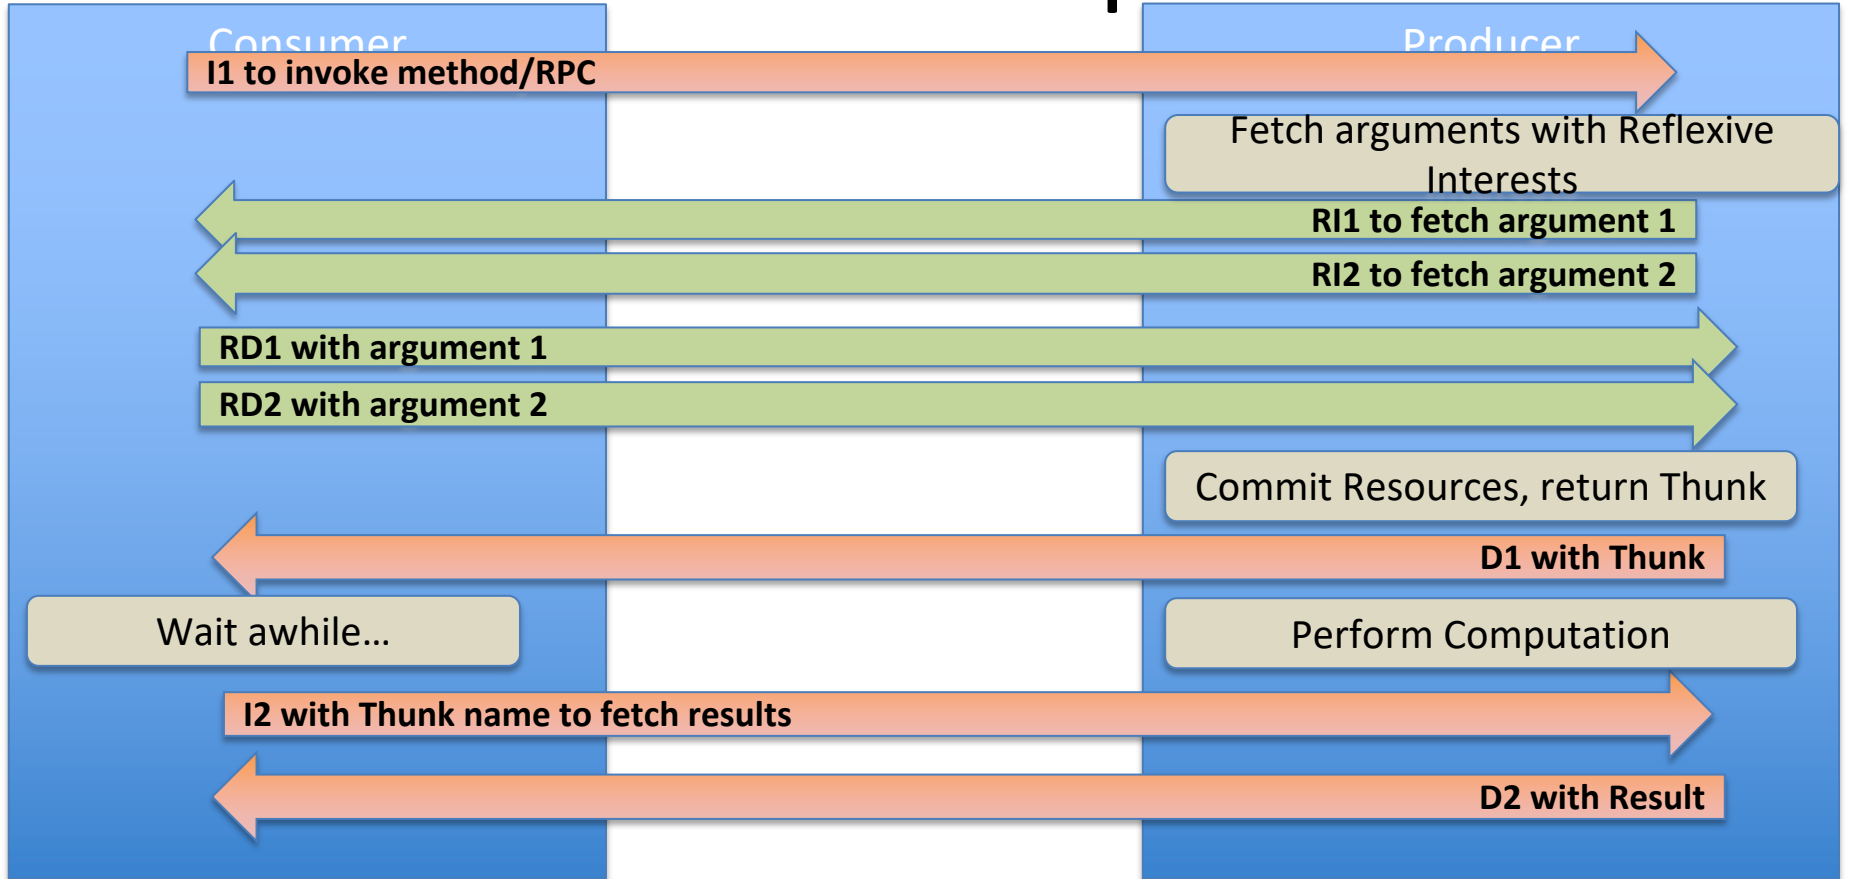 Consumer
Producer
I1 to invoke method/RPC
Fetch arguments with Reflexive
Interests
RI1 to fetch argument 1
RI2 to fetch argument 2
RD1 with argument 1
RD2 with argument 2
Commit Resources, return Thunk
D1 with Thunk
Wait awhile…
Perform Computation
I2 with Thunk name to fetch results
D2 with Result